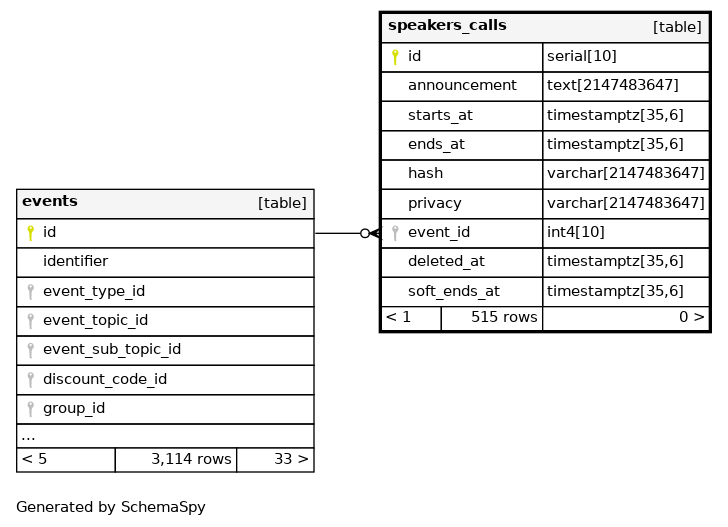 speakers_calls [table]
id serial[10]
announcement text[2147483647]
starts_at timestamptz[35,6]
ends_at timestamptz[35,6]
hash varchar[2147483647]
privacy varchar[2147483647]
event_id int4[10]
deleted_at timestamptz[35,6]
soft_ends_at timestamptz[35,6]
< 1 515 rows 0 >
events [table]
id
identifier
event_type_id
event_topic_id
event_sub_topic_id
discount_code_id
group_id
...
< 5 3,114 rows 33 >
Generated by SchemaSpy